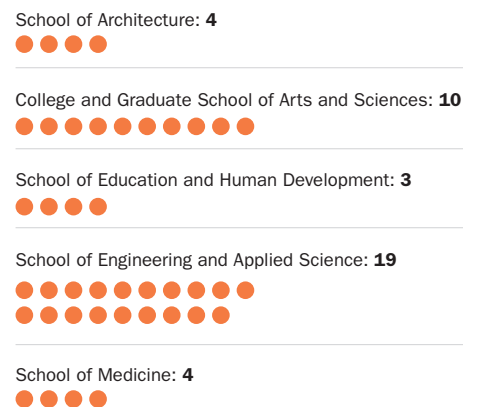 School of Architecture: 4
College and Graduate School of Arts and Sciences: 10
School of Education and Human Development: 3
School of Engineering and Applied Science: 19
School of Medicine: 4